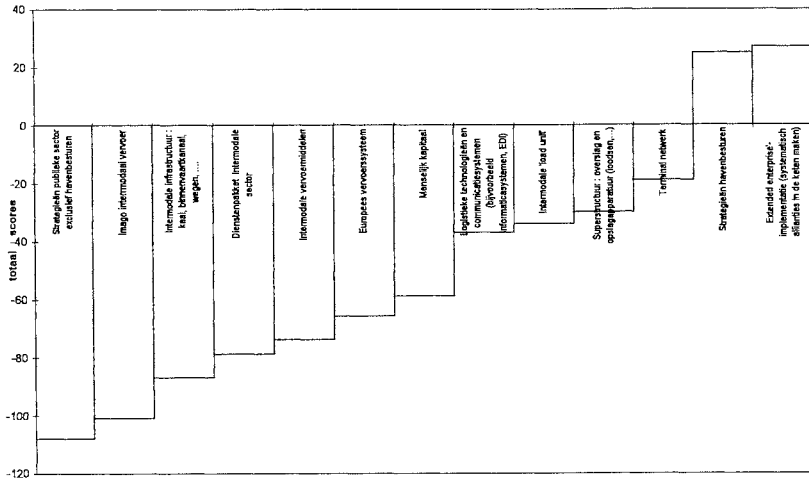 40
20
0
-20
-40
-60
-80
-100
-120
totaal scores
Strategieën publieke sector
exclusief havenbesturen
Imago intermodaal vervoer
Intermodale infrastructuur :
kaai, binnenvaartkanaal,
wegen, ....
Dienstenpakket intermodale
sector
Intermodale vervoermiddelen
Europees vervoerssysteem
Menselijk kapitaal
Logistieke technologieën en
communicatiesystemen
(bijvoorbeeld
informaticasystemen, EDI)
Intermodale 'load unit'
Superstructuur : overslag en
opslagapparatuur (loodsen,...)
Terminal netwerk
Strategieën havenbesturen
Extended enterprise'-
implementatie (systematisch
allianties in de keten maken)